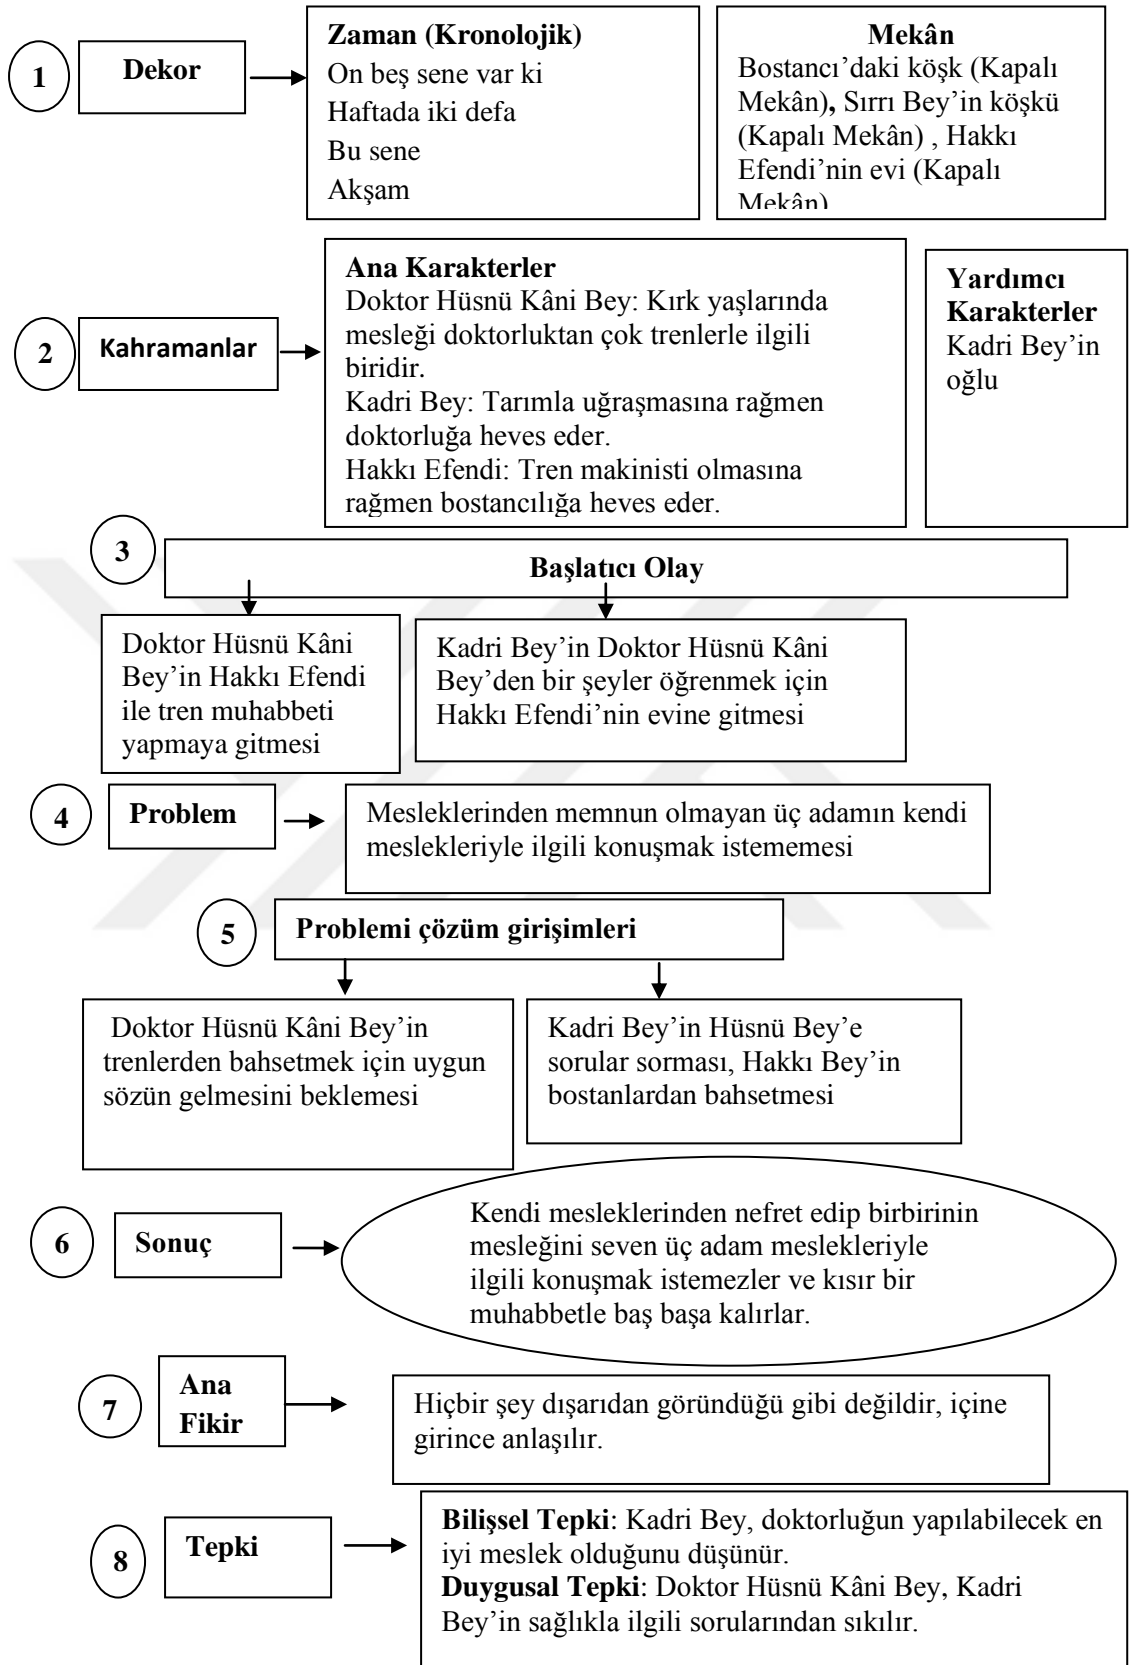 1
Dekor
Zaman (Kronolojik)
On beş sene var ki
Haftada iki defa
Bu sene
Akşam
Mekân
Bostancı’daki köşk (Kapalı
Mekân), Sırrı Bey’in köşkü
(Kapalı Mekân) , Hakkı
Efendi’nin evi (Kapalı
Mekân)
2
Kahramanlar
Ana Karakterler
Doktor Hüsnü Kâni Bey: Kırk yaşlarında
mesleği doktorluktan çok trenlerle ilgili
biridir.
Kadri Bey: Tarımla uğraşmasına rağmen
doktorluğa heves eder.
Hakkı Efendi: Tren makinisti olmasına
rağmen bostancılığa heves eder.
Yardımcı
Karakterler
Kadri Bey’in
oğlu
3
Başlatıcı Olay
Doktor Hüsnü Kâni
Bey’in Hakkı Efendi
ile tren muhabbeti
yapmaya gitmesi
Kadri Bey’in Doktor Hüsnü Kâni
Bey’den bir şeyler öğrenmek için
Hakkı Efendi’nin evine gitmesi
4
Problem
Mesleklerinden memnun olmayan üç adamın kendi
meslekleriyle ilgili konuşmak istememesi
5
Problemi çözüm girişimleri
Doktor Hüsnü Kâni Bey’in
trenlerden bahsetmek için uygun
sözün gelmesini beklemesi
Kadri Bey’in Hüsnü Bey’e
sorular sorması, Hakkı Bey’in
bostanlardan bahsetmesi
6
Sonuç
Kendi mesleklerinden nefret edip birbirinin
mesleğini seven üç adam meslekleriyle
ilgili konuşmak istemezler ve kısır bir
muhabbetle baş başa kalırlar.
7
Ana
Fikir
Hiçbir şey dışarıdan göründüğü gibi değildir, içine
girince anlaşılır.
8
Tepki
Bilişsel Tepki: Kadri Bey, doktorluğun yapılabilecek en
iyi meslek olduğunu düşünür.
Duygusal Tepki: Doktor Hüsnü Kâni Bey, Kadri
Bey’in sağlıkla ilgili sorularından sıkılır.